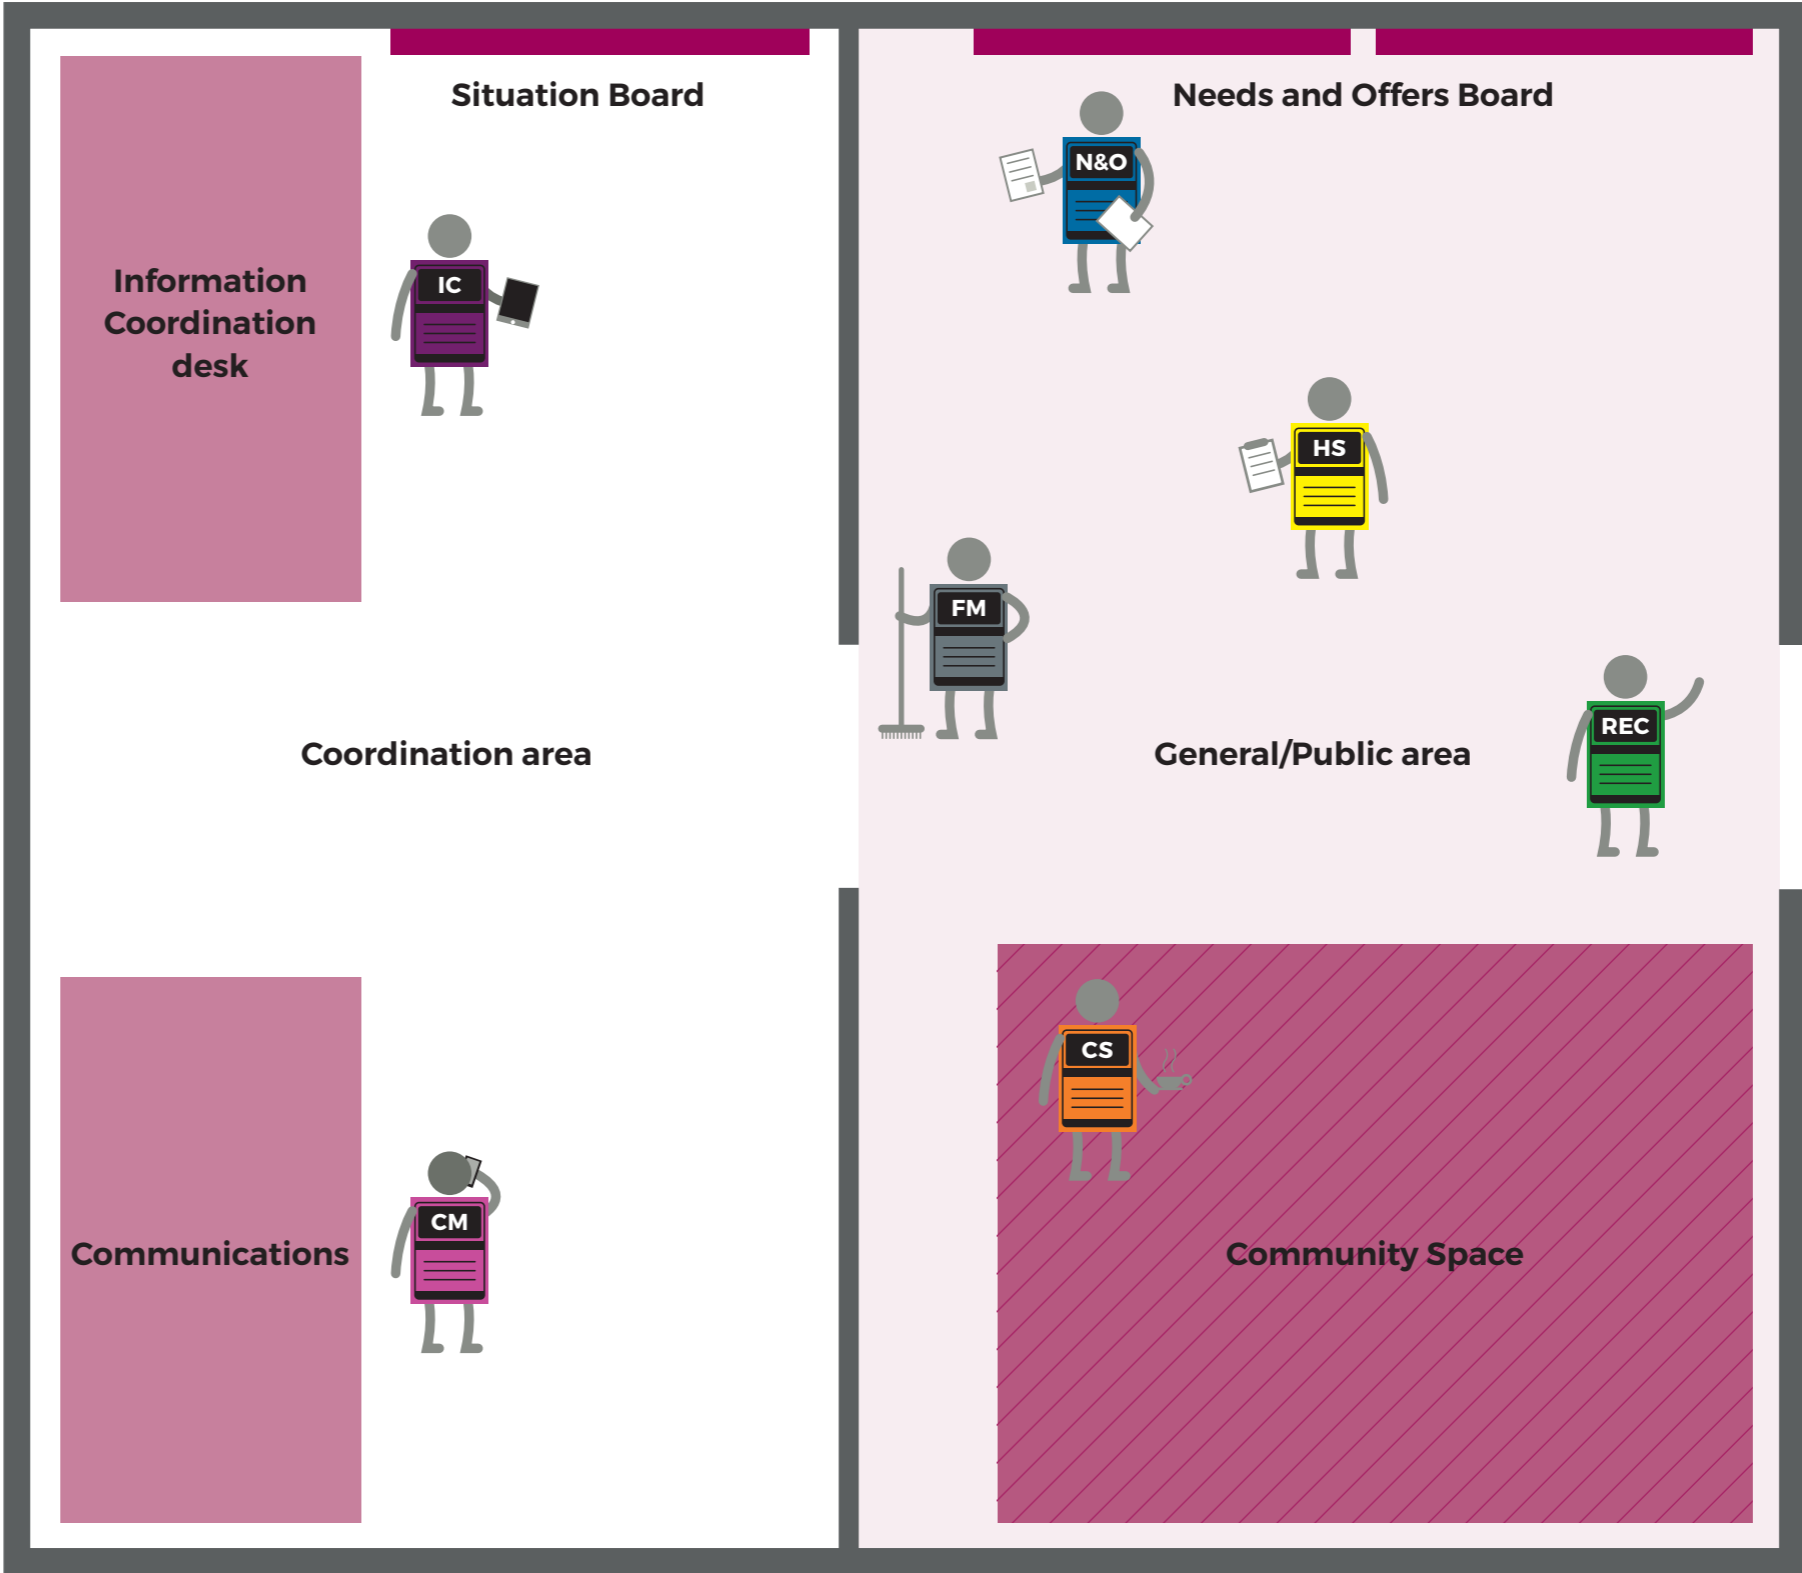 Situation Board
Needs and Offers Board
N&O
Information
Coordination
desk
IC
HS
FM
REC
Coordination area
General/Public area
CS
CM
Communications
Community Space